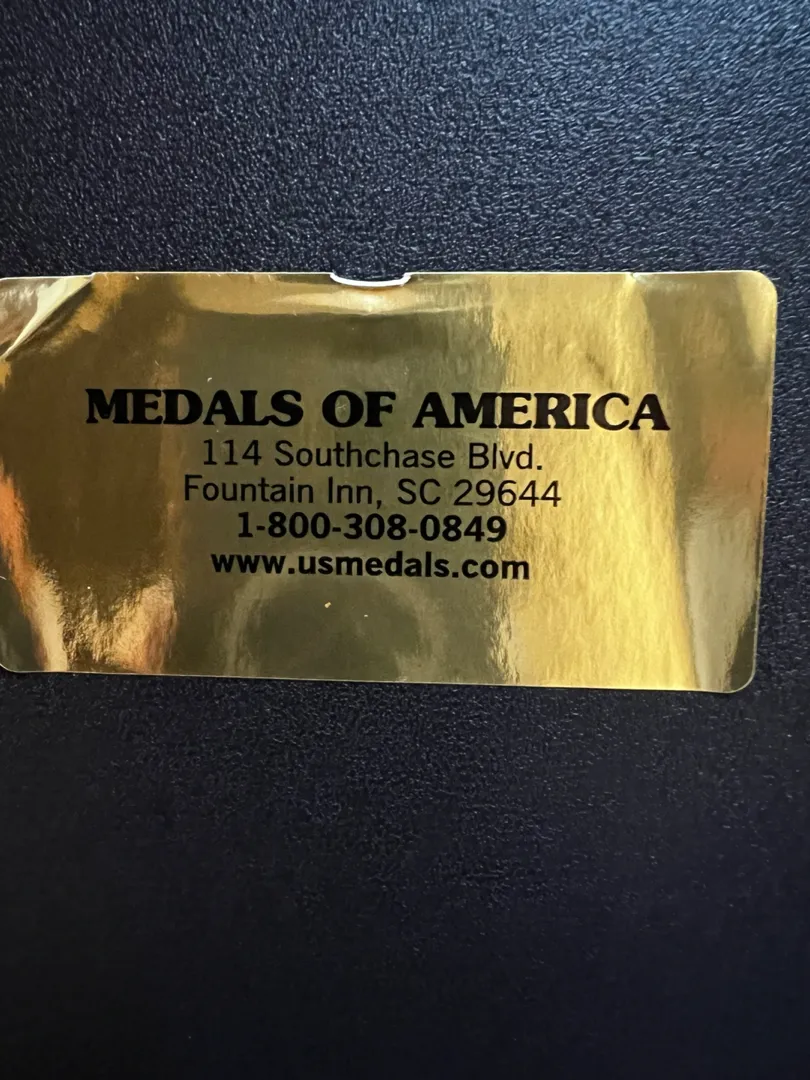 MEDALS OF AMERICA
114 Southchase Blvd.
Fountain Inn, SC 29644
1-800-308-0849
www.usmedals.com